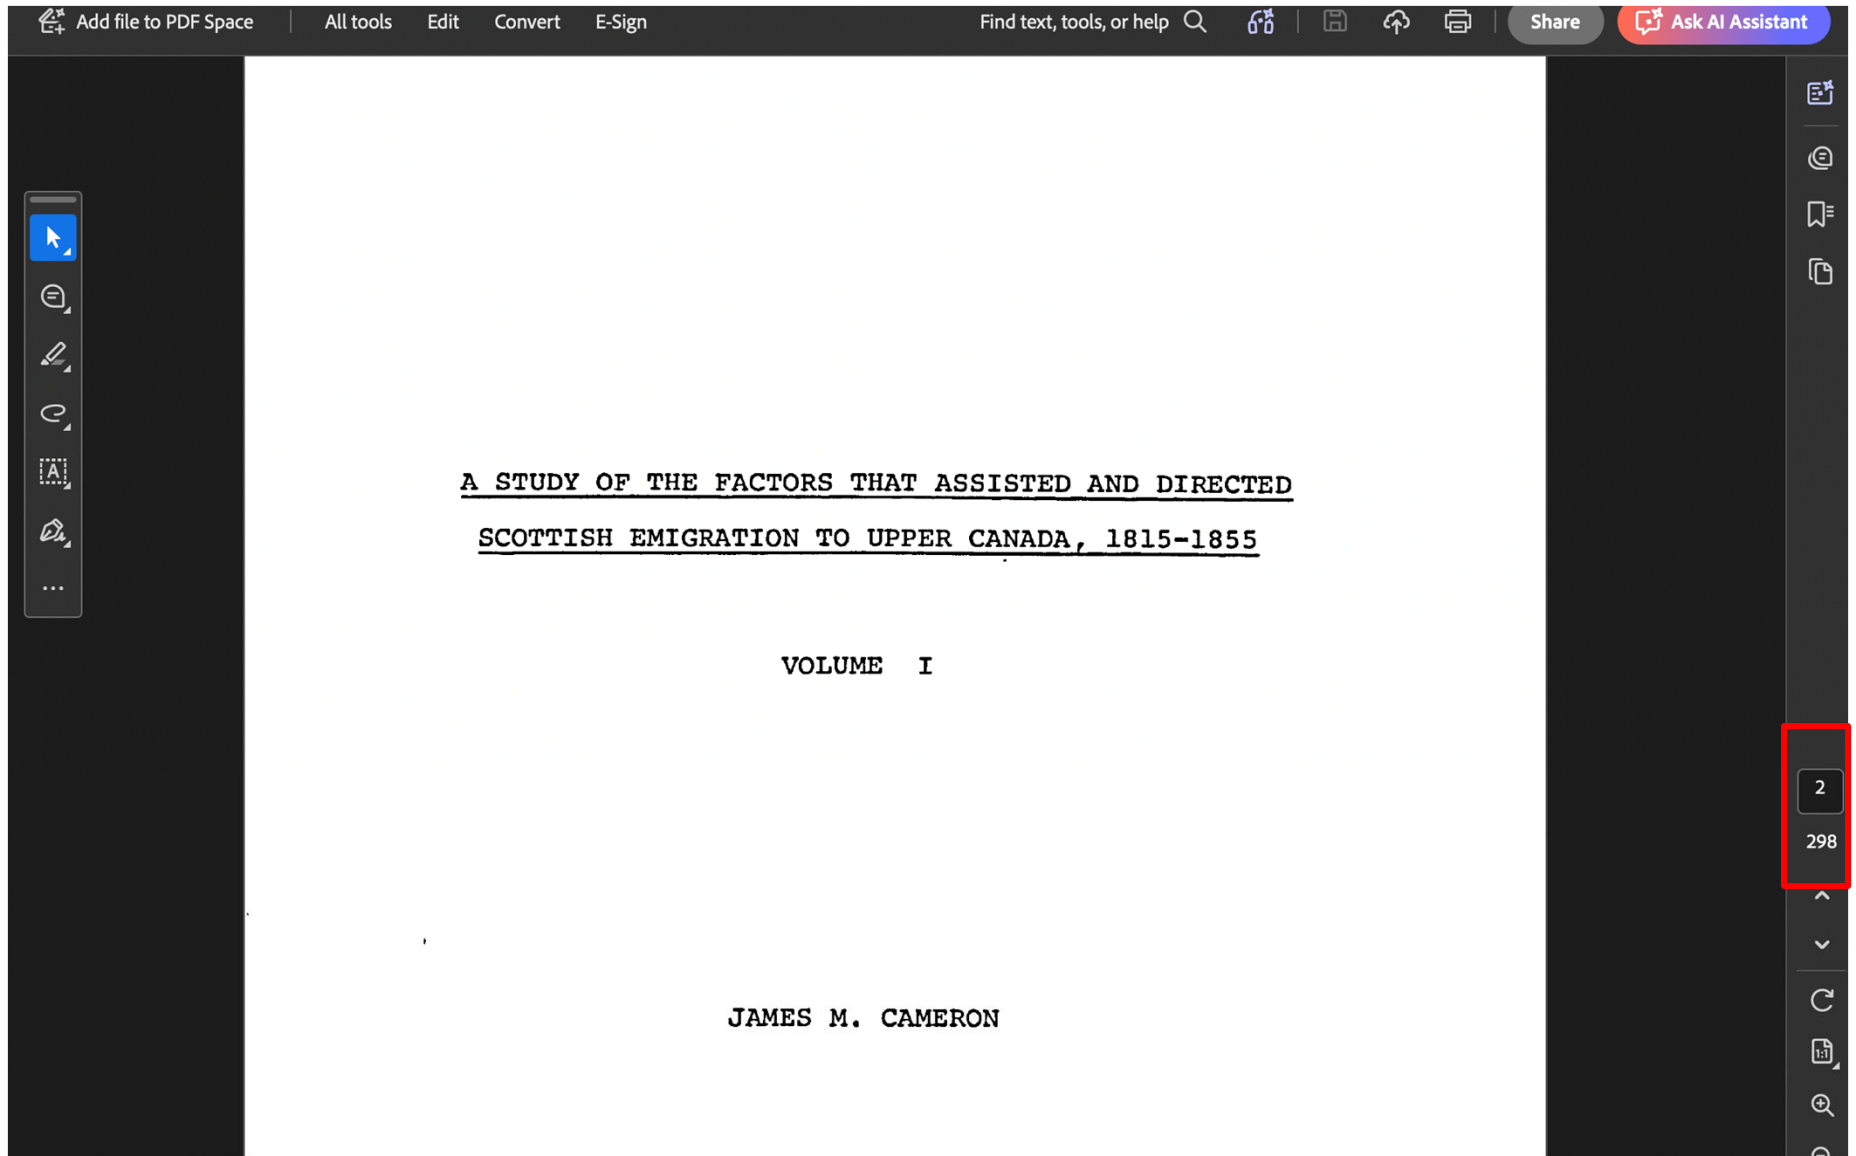 Add file to PDF Space All tools Edit Convert E-Sign Find text, tools, or help Share Ask AI Assistant
A STUDY OF THE FACTORS THAT ASSISTED AND DIRECTED
SCOTTISH EMIGRATION TO UPPER CANADA, 1815-1855
VOLUME I
JAMES M. CAMERON
2
298